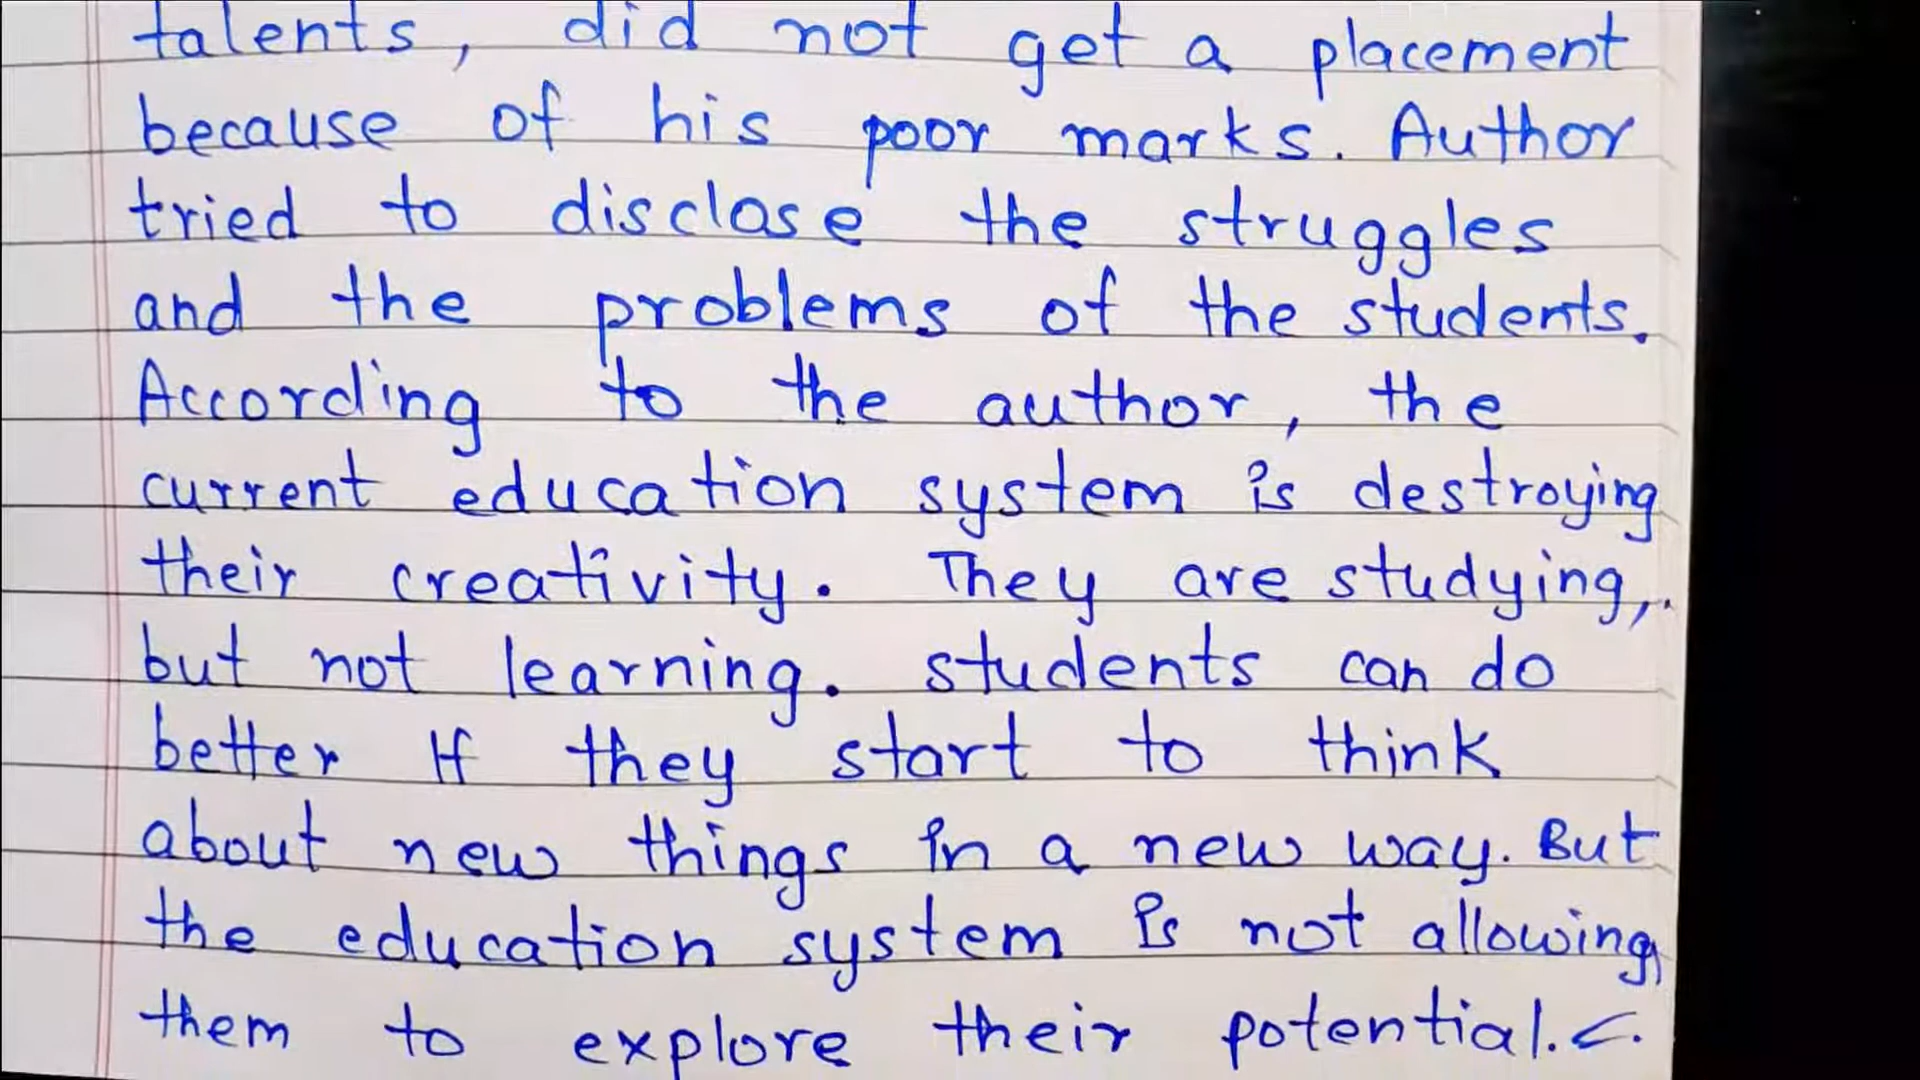 talents, did not get a placement
because of his poor marks. Author
tried to disclose the struggles
and the problems of the students.
According to the author, the
current education system is destroying
their creativity. They are studying,.
but not learning. students can do
better If they start to think
about new things in a new way. But
the education system is not allowing
them to explore their potential.